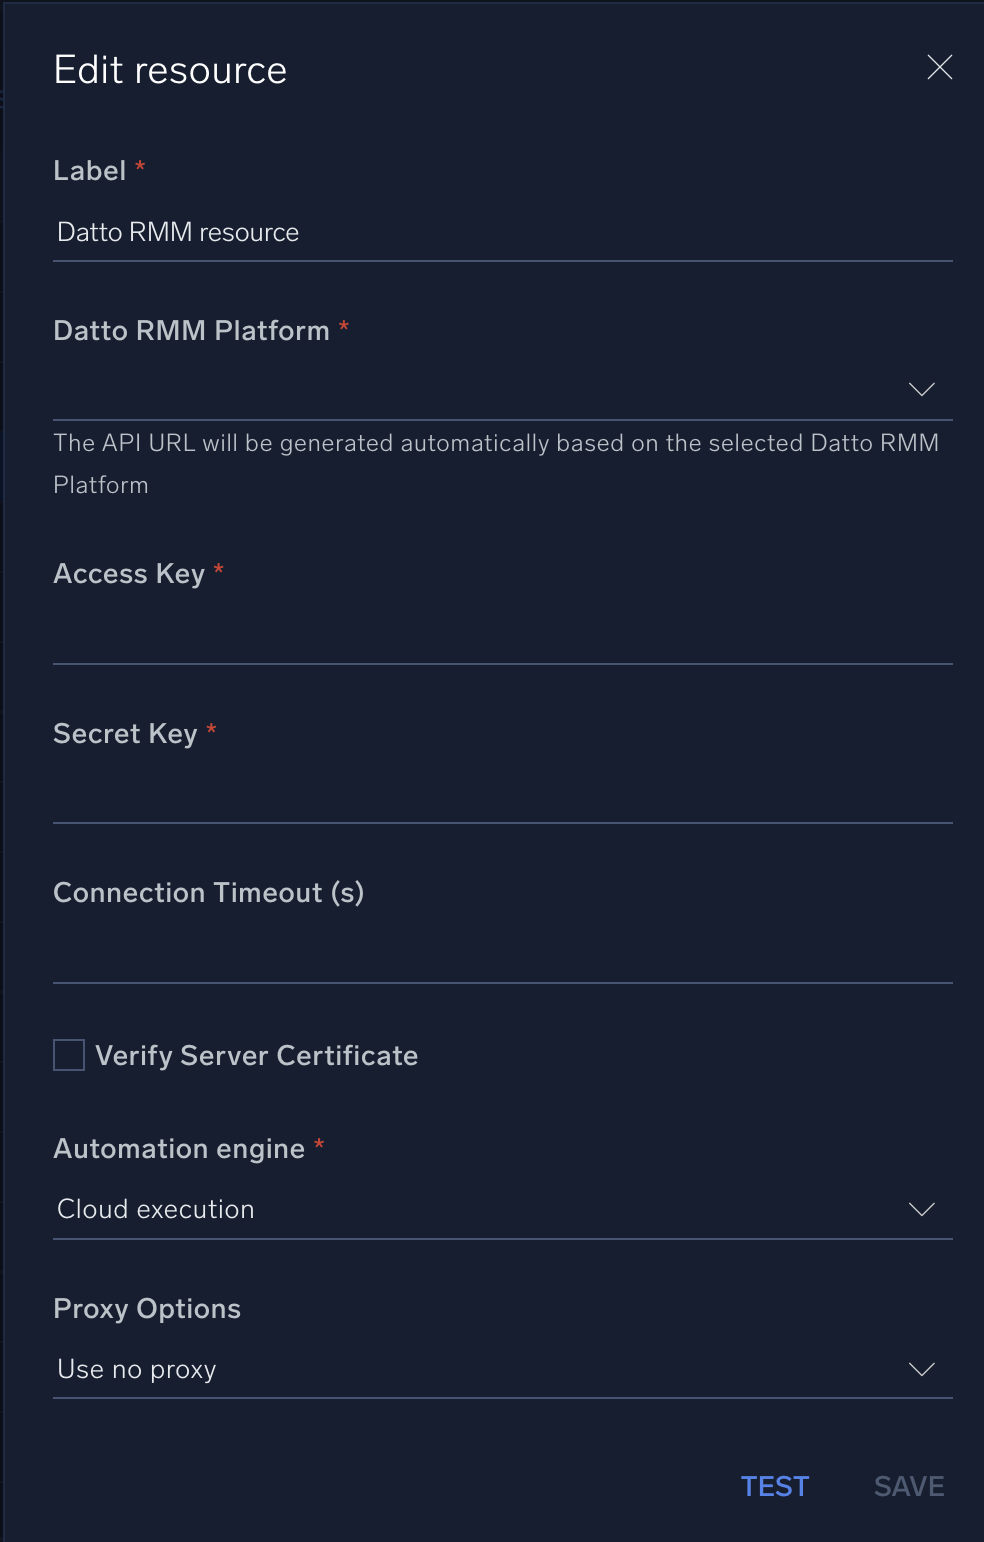 Edit resource
Label *
Datto RMM resource
Datto RMM Platform *
The API URL will be generated automatically based on the selected Datto RMM
Platform
Access Key *
Secret Key *
Connection Timeout (s)
Verify Server Certificate
Automation engine *
Cloud execution
Proxy Options
Use no proxy
TEST SAVE